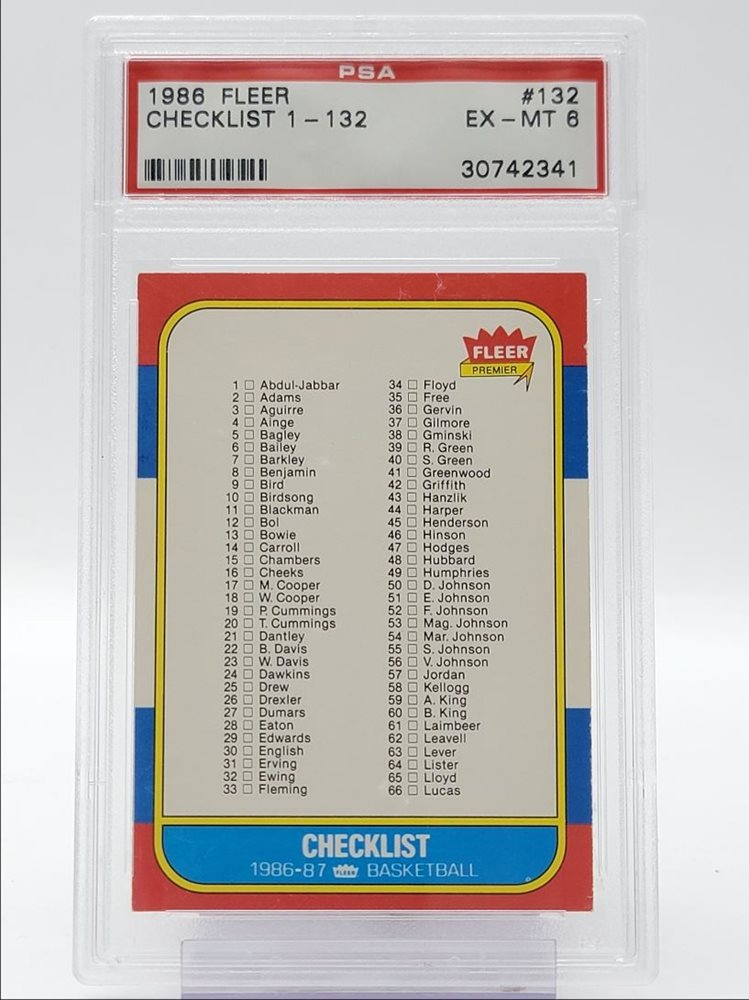 PSA
1986 FLEER #132
CHECKLIST 1 - 132 EX - MT 6
30742341
FLEER
PREMIER
1 Abdul-Jabbar
2 Adams
3 Aguirre
4 Ainge
5 Bagley
6 Bailey
7 Barkley
8 Benjamin
9 Bird
10 Birdsong
11 Blackman
12 Bol
13 Bowie
14 Carroll
15 Chambers
16 Cheeks
17 M. Cooper
18 W. Cooper
19 P. Cummings
20 T. Cummings
21 Dantley
22 B. Davis
23 W. Davis
24 Dawkins
25 Drew
26 Drexler
27 Dumars
28 Eaton
29 Edwards
30 English
31 Erving
32 Ewing
33 Fleming
34 Floyd
35 Free
36 Gervin
37 Gilmore
38 Gminski
39 R. Green
40 S. Green
41 Greenwood
42 Griffith
43 Hanzlik
44 Harper
45 Henderson
46 Hinson
47 Hodges
48 Hubbard
49 Humphries
50 D. Johnson
51 E. Johnson
52 F. Johnson
53 Mag. Johnson
54 Mar. Johnson
55 S. Johnson
56 V. Johnson
57 Jordan
58 Kellogg
59 A. King
60 B. King
61 Laimbeer
62 Leavell
63 Lever
64 Lister
65 Lloyd
66 Lucas
CHECKLIST
1986-87 FLEER BASKETBALL